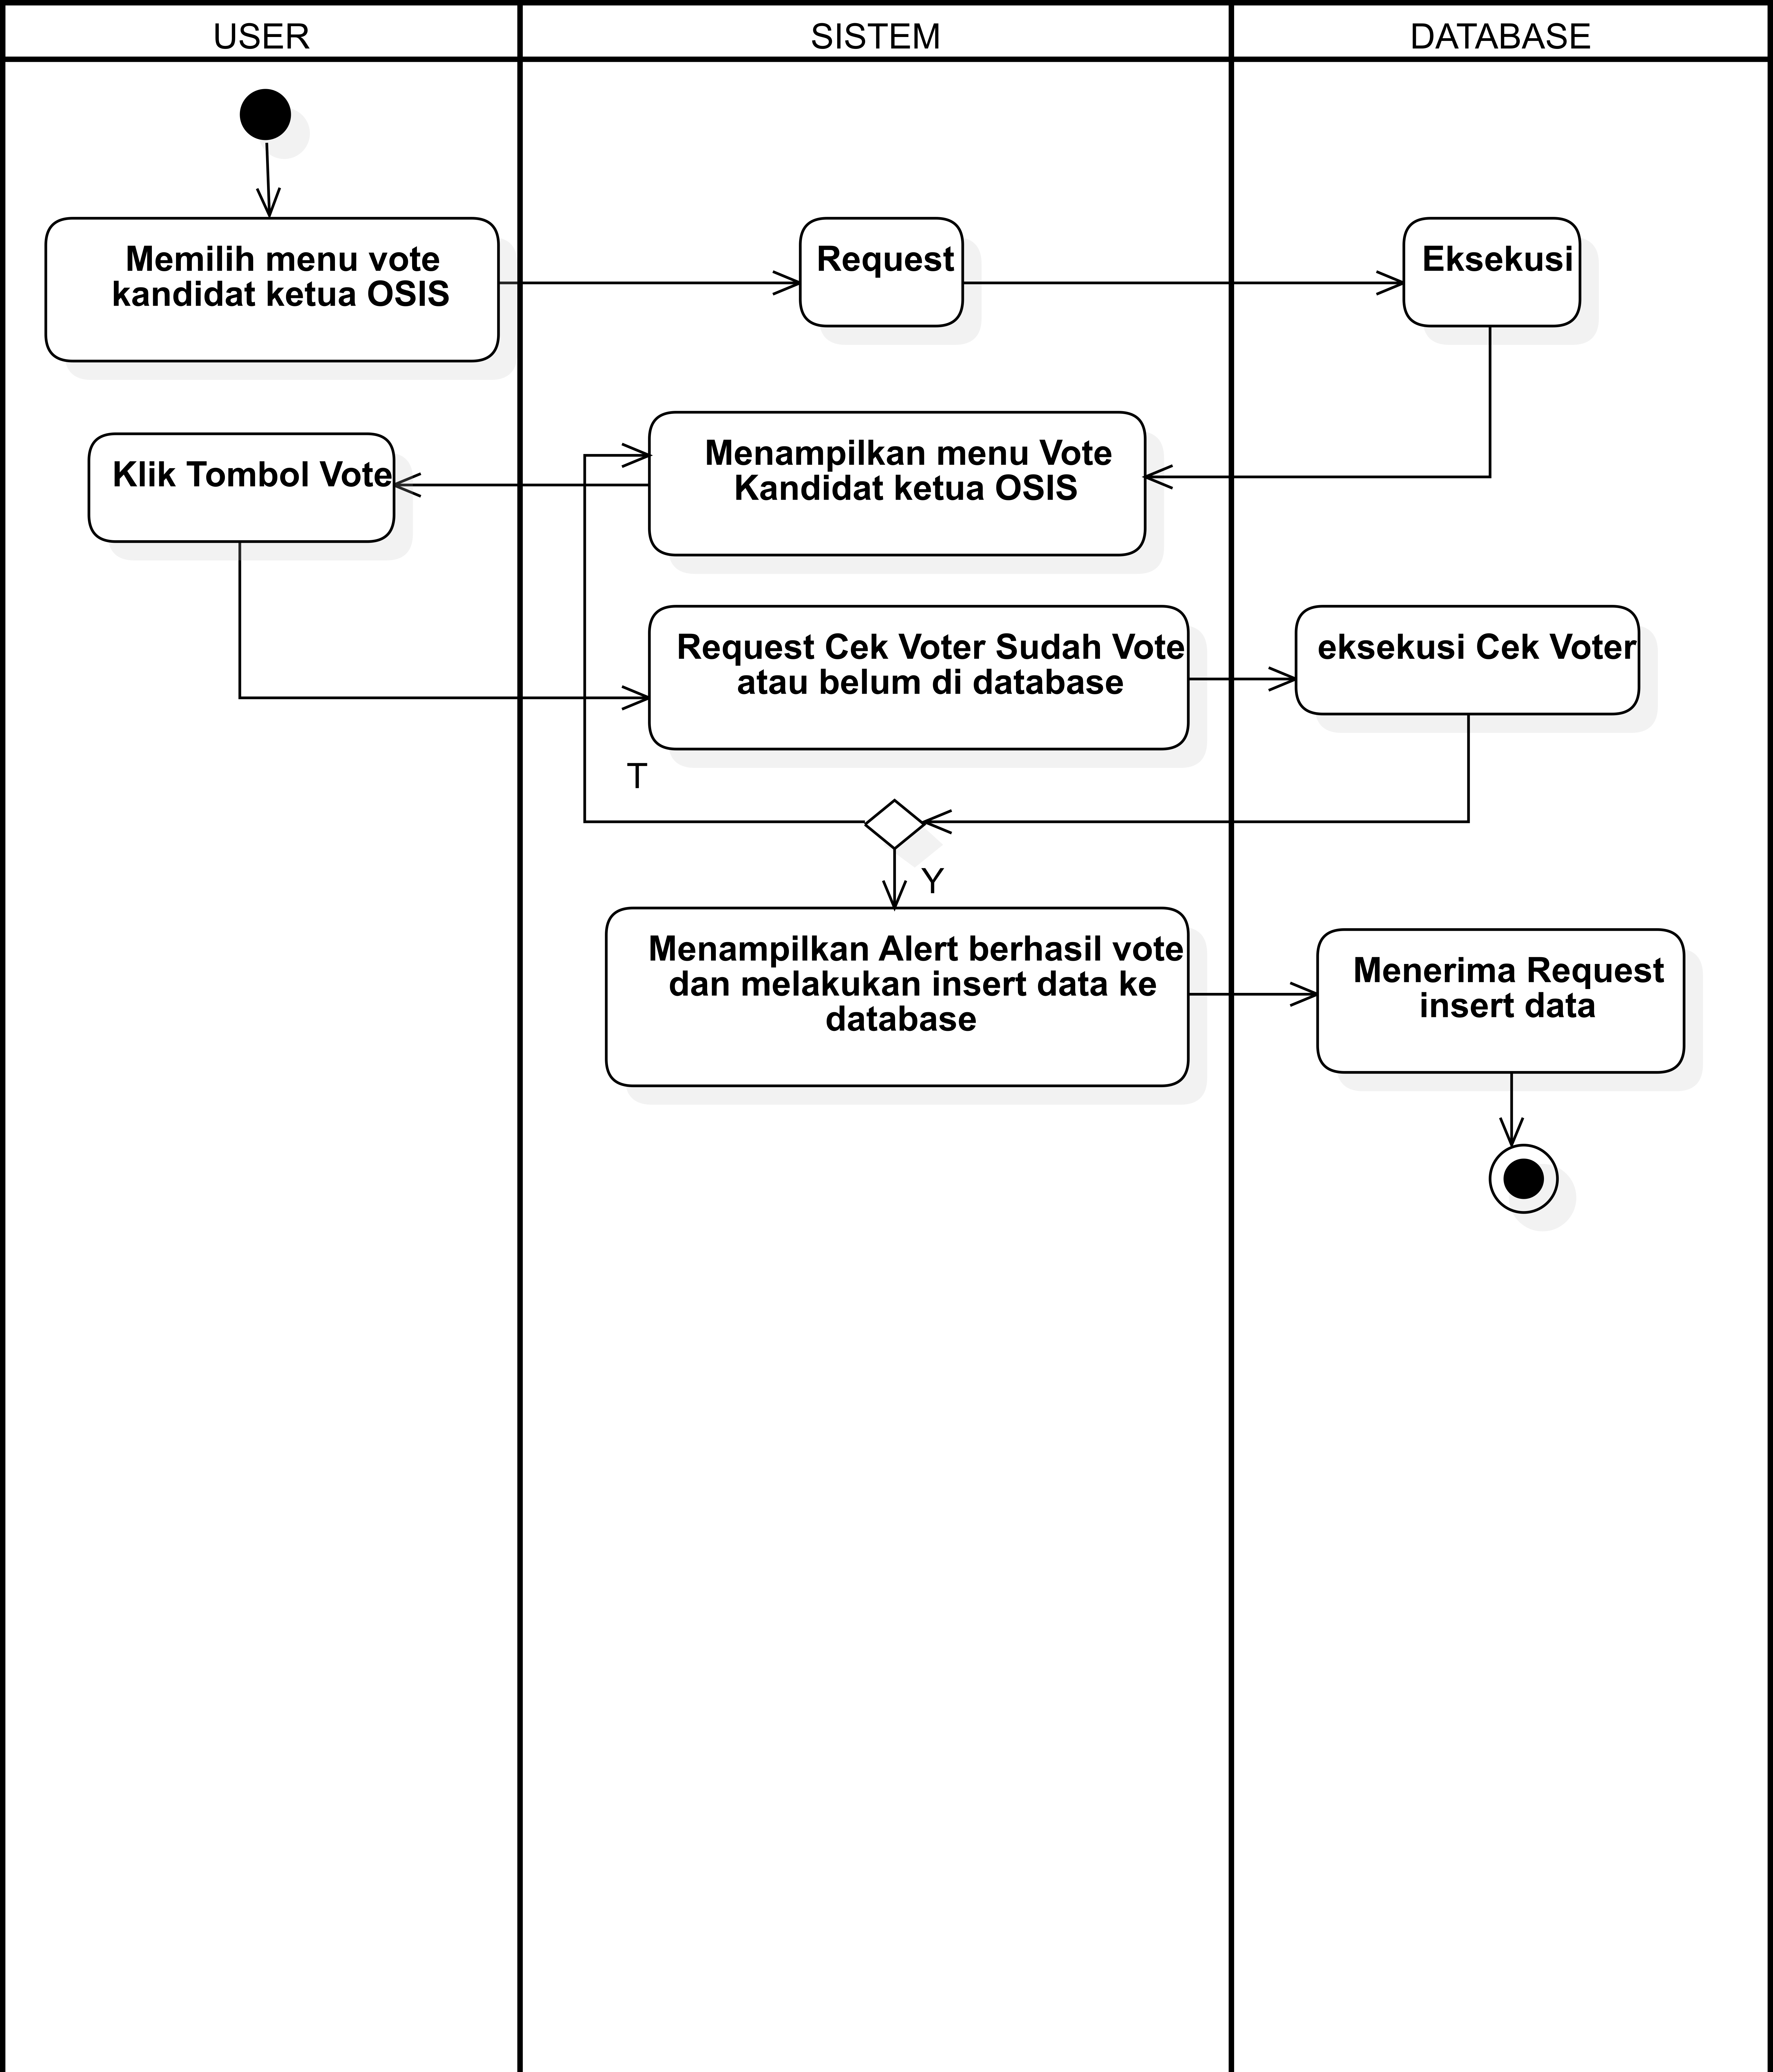 USER
SISTEM
DATABASE
Memilih menu vote
kandidat ketua OSIS
Request
Eksekusi
Klik Tombol Vote
Menampilkan menu Vote
Kandidat ketua OSIS
Request Cek Voter Sudah Vote
atau belum di database
eksekusi Cek Voter
T
Y
Menampilkan Alert berhasil vote
dan melakukan insert data ke
database
Menerima Request
insert data